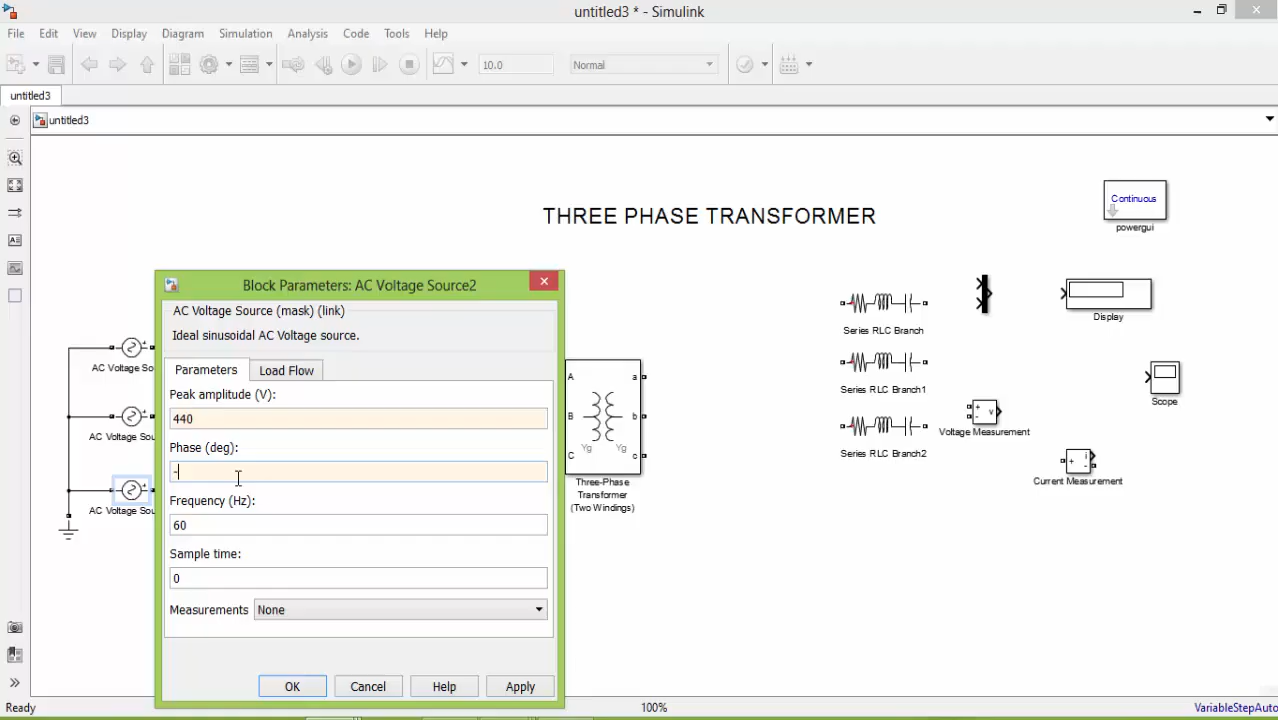 untitled3 * - Simulink
File Edit View Display Diagram Simulation Analysis Code Tools Help
10.0
Normal
untitled3
untitled3
THREE PHASE TRANSFORMER
Continuous
powergui
Block Parameters: AC Voltage Source2
AC Voltage Source (mask) (link)
Ideal sinusoidal AC Voltage source.
Parameters
Load Flow
Peak amplitude (V):
440
Phase (deg):
-
Frequency (Hz):
60
Sample time:
0
Measurements None
OK Cancel Help Apply
AC Voltage Sou
AC Voltage Sou
AC Voltage Sou
A a
B b
C c
Yg Yg
Three-Phase
Transformer
(Two Windings)
Series RLC Branch
Series RLC Branch1
Series RLC Branch2
Display
Scope
+ v
-
Voltage Measurement
+ i
-
Current Measurement
Ready
100%
VariableStepAuto